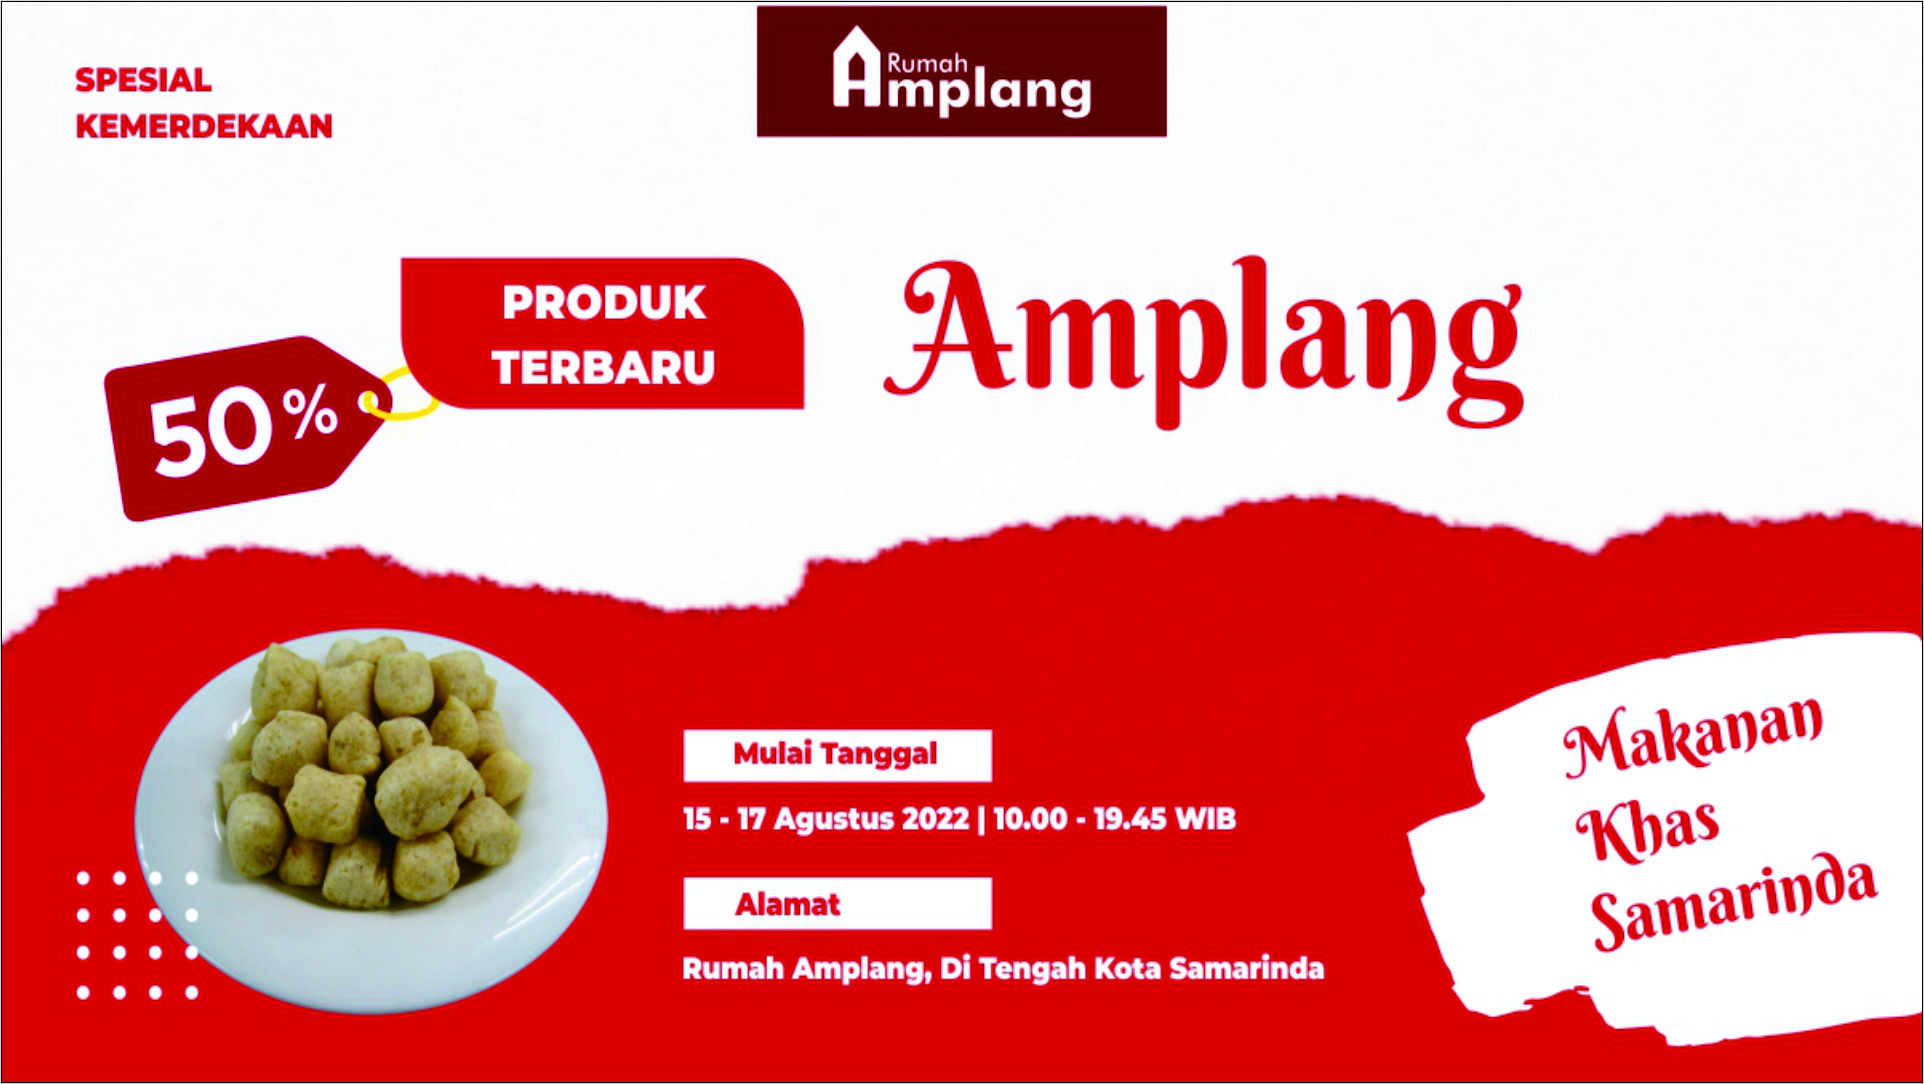 SPESIAL
KEMERDEKAAN
Rumah
Amplang
PRODUK
TERBARU
50%
Amplang
Mulai Tanggal
15 - 17 Agustus 2022 | 10.00 - 19.45 WIB
Alamat
Rumah Amplang, Di Tengah Kota Samarinda
Makanan
Khas
Samarinda